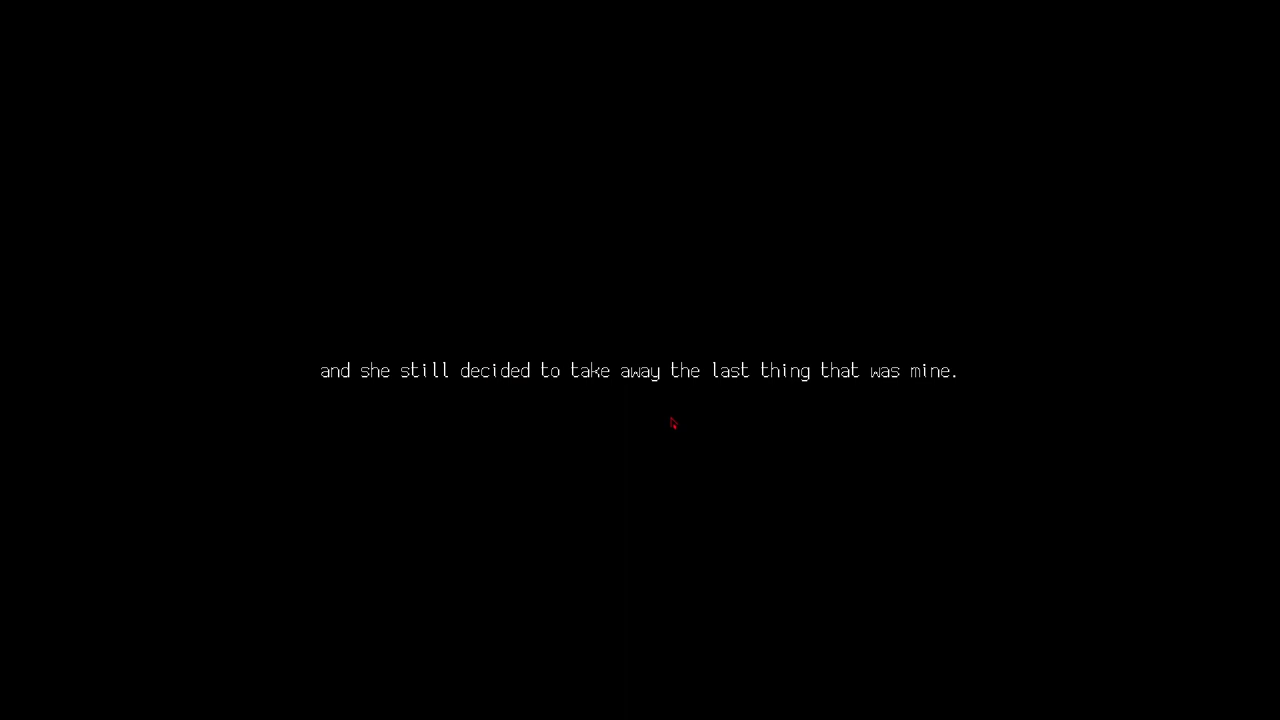 and she still decided to take away the last thing that was mine.